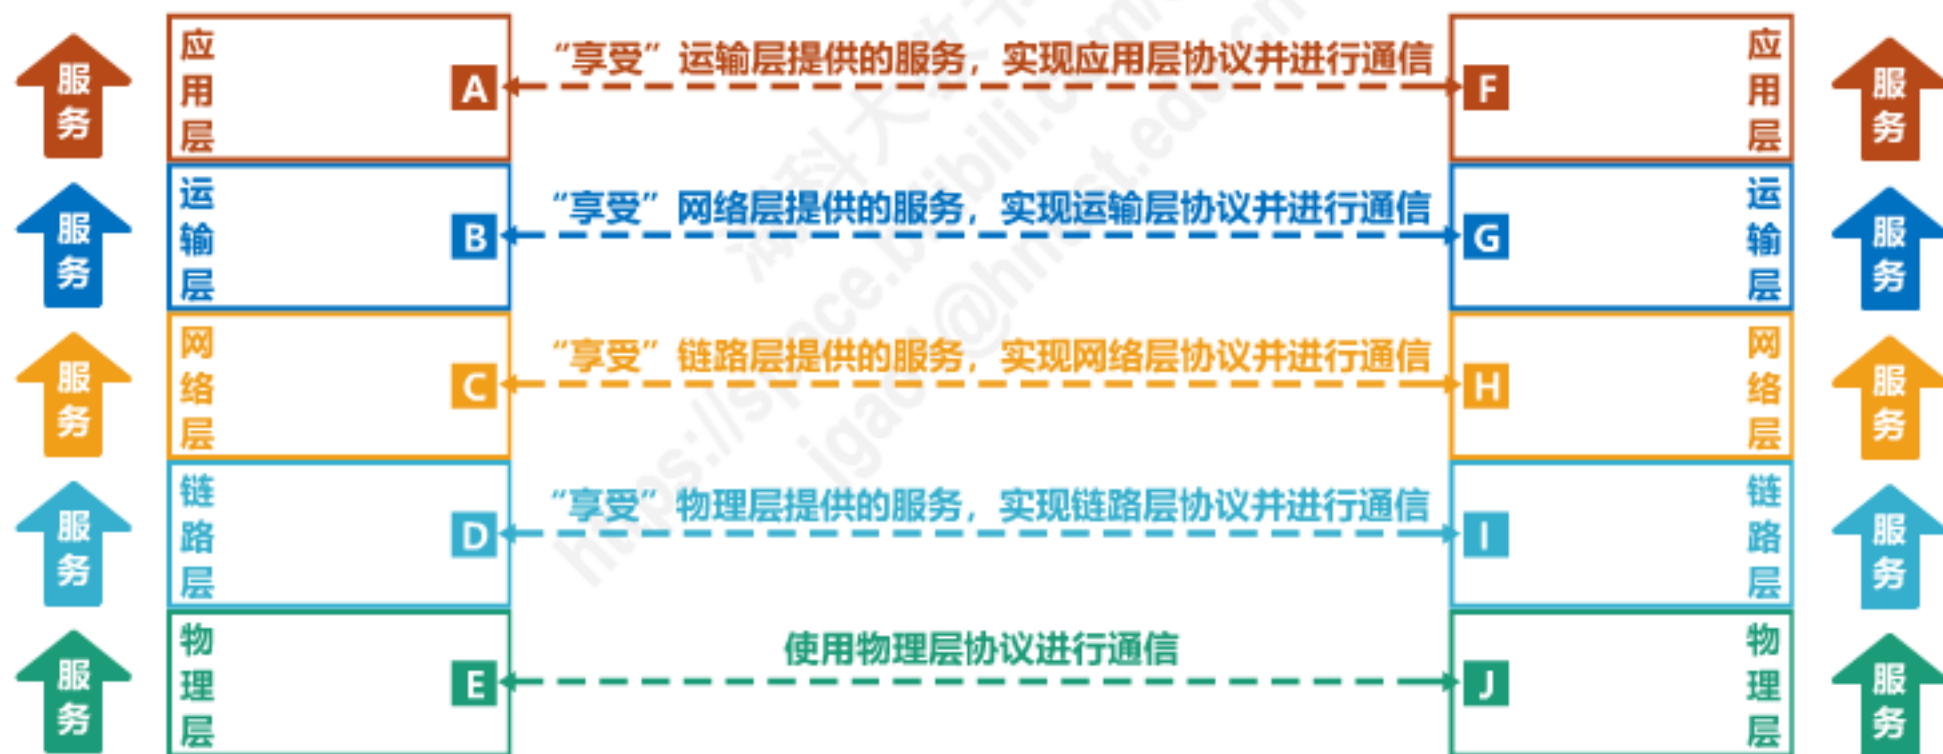 服务
应用层
A
“享受”运输层提供的服务，实现应用层协议并进行通信
F
应用层
服务
服务
运输层
B
“享受”网络层提供的服务，实现运输层协议并进行通信
G
运输层
服务
服务
网络层
C
“享受”链路层提供的服务，实现网络层协议并进行通信
H
网络层
服务
服务
链路层
D
“享受”物理层提供的服务，实现链路层协议并进行通信
I
链路层
服务
服务
物理层
E
使用物理层协议进行通信
J
物理层
服务